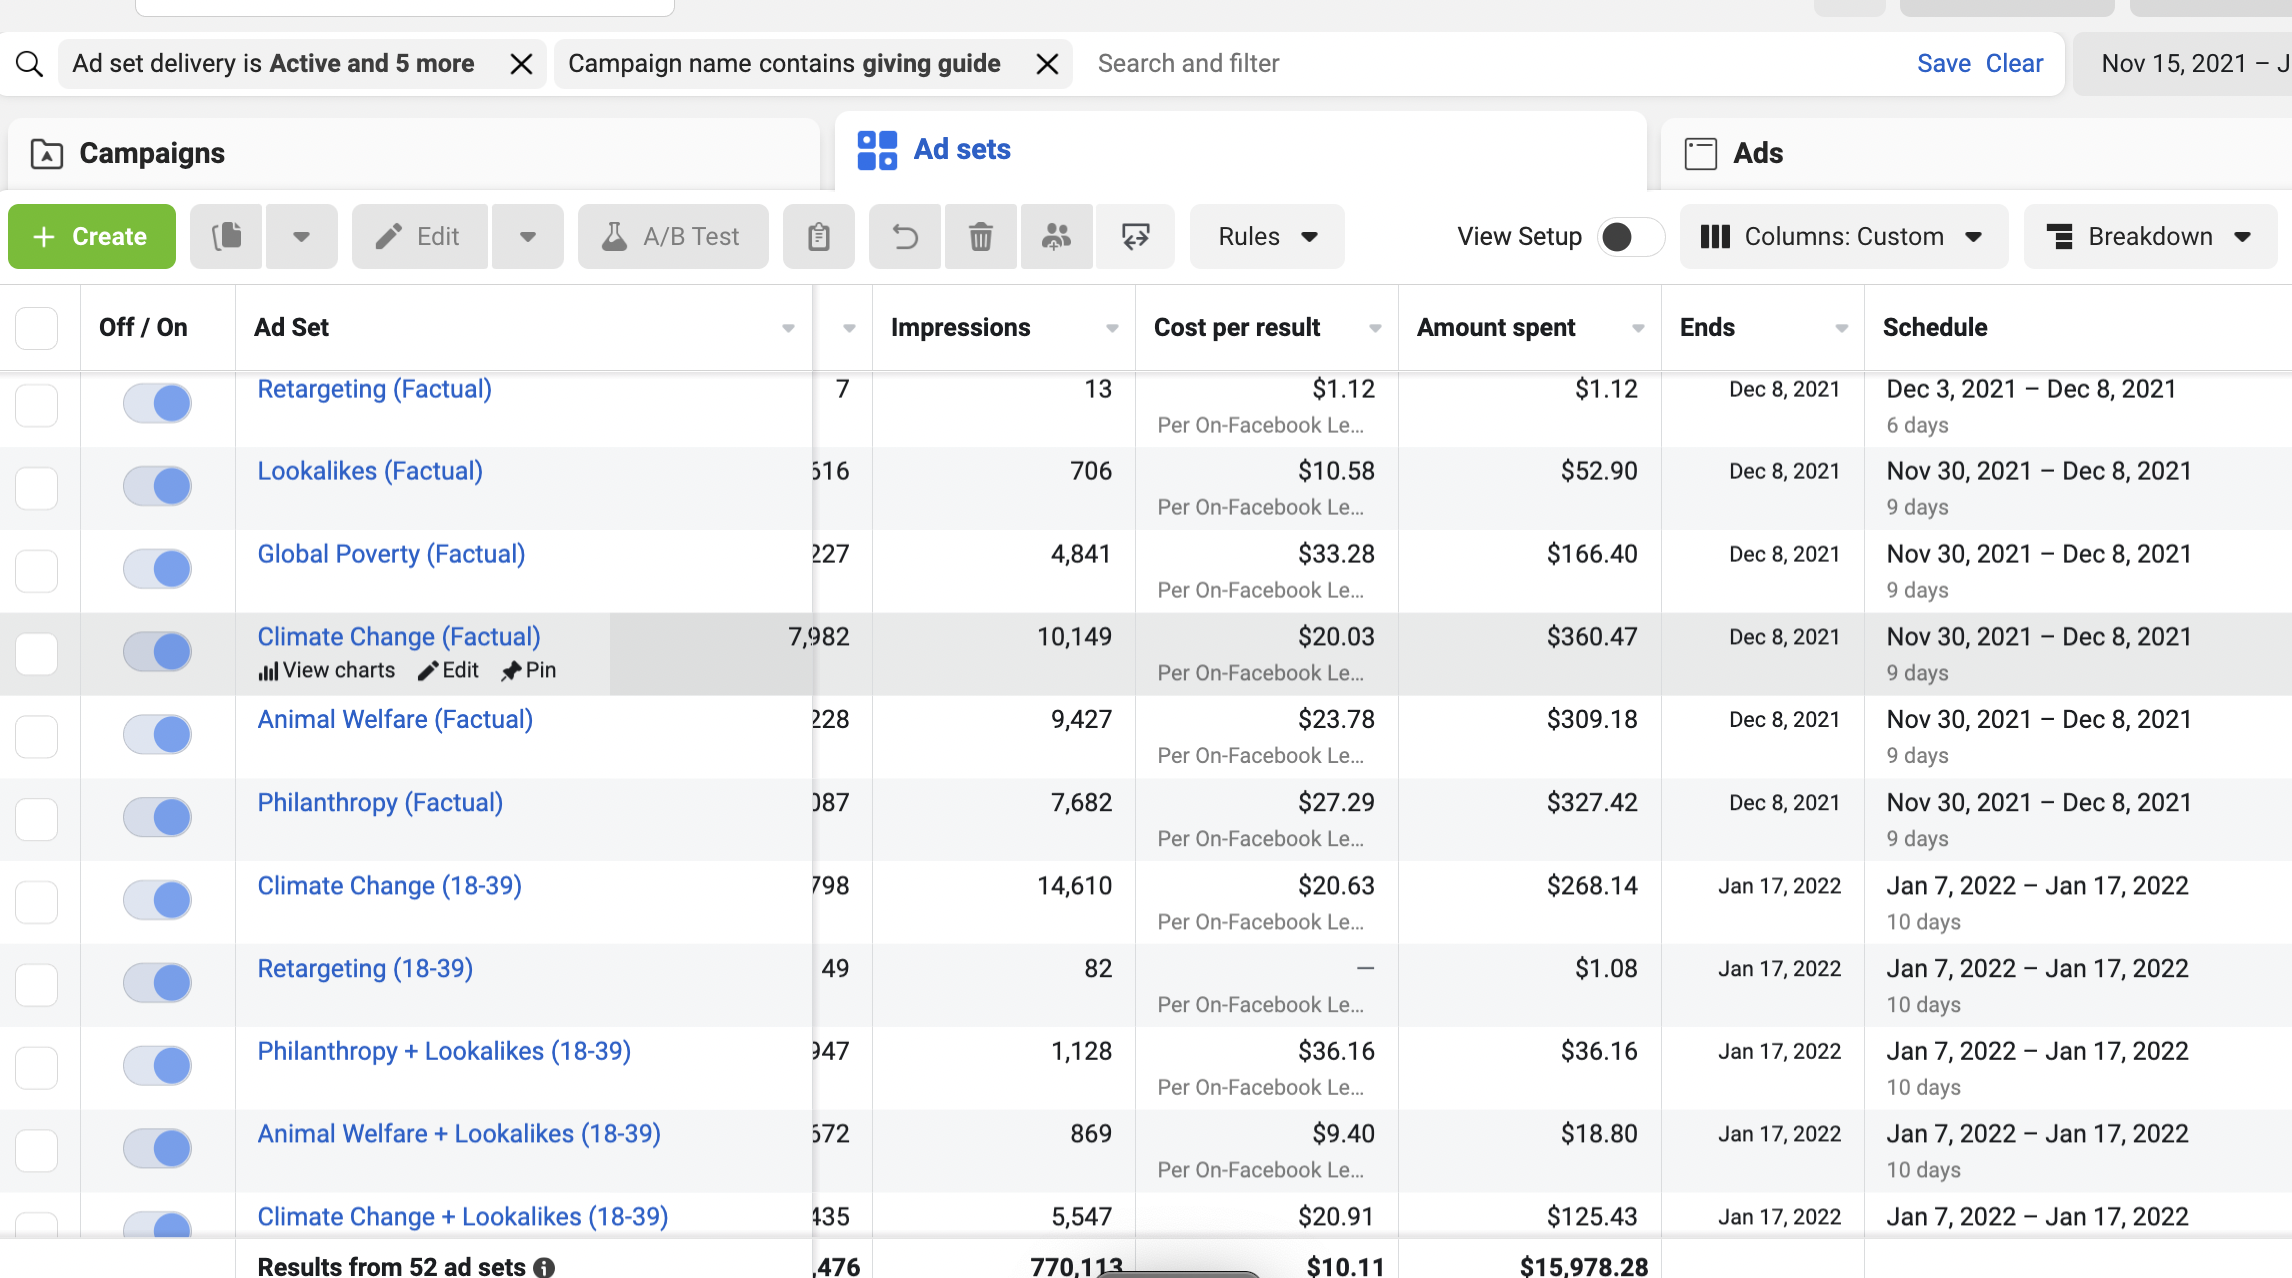 Ad set delivery is Active and 5 more Campaign name contains giving guide Search and filter Save Clear Nov 15, 2021 –
Campaigns Ad sets Ads
Create Edit A/B Test Rules View Setup Columns: Custom Breakdown
Off / On Ad Set Impressions Cost per result Amount spent Ends Schedule
Retargeting (Factual) 7 13 $1.12 $1.12 Dec 8, 2021 Dec 3, 2021 – Dec 8, 2021
Per On-Facebook Le... 6 days
Lookalikes (Factual) 616 706 $10.58 $52.90 Dec 8, 2021 Nov 30, 2021 – Dec 8, 2021
Per On-Facebook Le... 9 days
Global Poverty (Factual) 227 4,841 $33.28 $166.40 Dec 8, 2021 Nov 30, 2021 – Dec 8, 2021
Per On-Facebook Le... 9 days
Climate Change (Factual) 7,982 10,149 $20.03 $360.47 Dec 8, 2021 Nov 30, 2021 – Dec 8, 2021
View charts Edit Pin Per On-Facebook Le... 9 days
Animal Welfare (Factual) 228 9,427 $23.78 $309.18 Dec 8, 2021 Nov 30, 2021 – Dec 8, 2021
Per On-Facebook Le... 9 days
Philanthropy (Factual) 087 7,682 $27.29 $327.42 Dec 8, 2021 Nov 30, 2021 – Dec 8, 2021
Per On-Facebook Le... 9 days
Climate Change (18-39) 798 14,610 $20.63 $268.14 Jan 17, 2022 Jan 7, 2022 – Jan 17, 2022
Per On-Facebook Le... 10 days
Retargeting (18-39) 49 82 — $1.08 Jan 17, 2022 Jan 7, 2022 – Jan 17, 2022
Per On-Facebook Le... 10 days
Philanthropy + Lookalikes (18-39) 947 1,128 $36.16 $36.16 Jan 17, 2022 Jan 7, 2022 – Jan 17, 2022
Per On-Facebook Le... 10 days
Animal Welfare + Lookalikes (18-39) 672 869 $9.40 $18.80 Jan 17, 2022 Jan 7, 2022 – Jan 17, 2022
Per On-Facebook Le... 10 days
Climate Change + Lookalikes (18-39) 435 5,547 $20.91 $125.43 Jan 17, 2022 Jan 7, 2022 – Jan 17, 2022
Results from 52 ad sets ,476 770,113 $10.11 $15,978.28